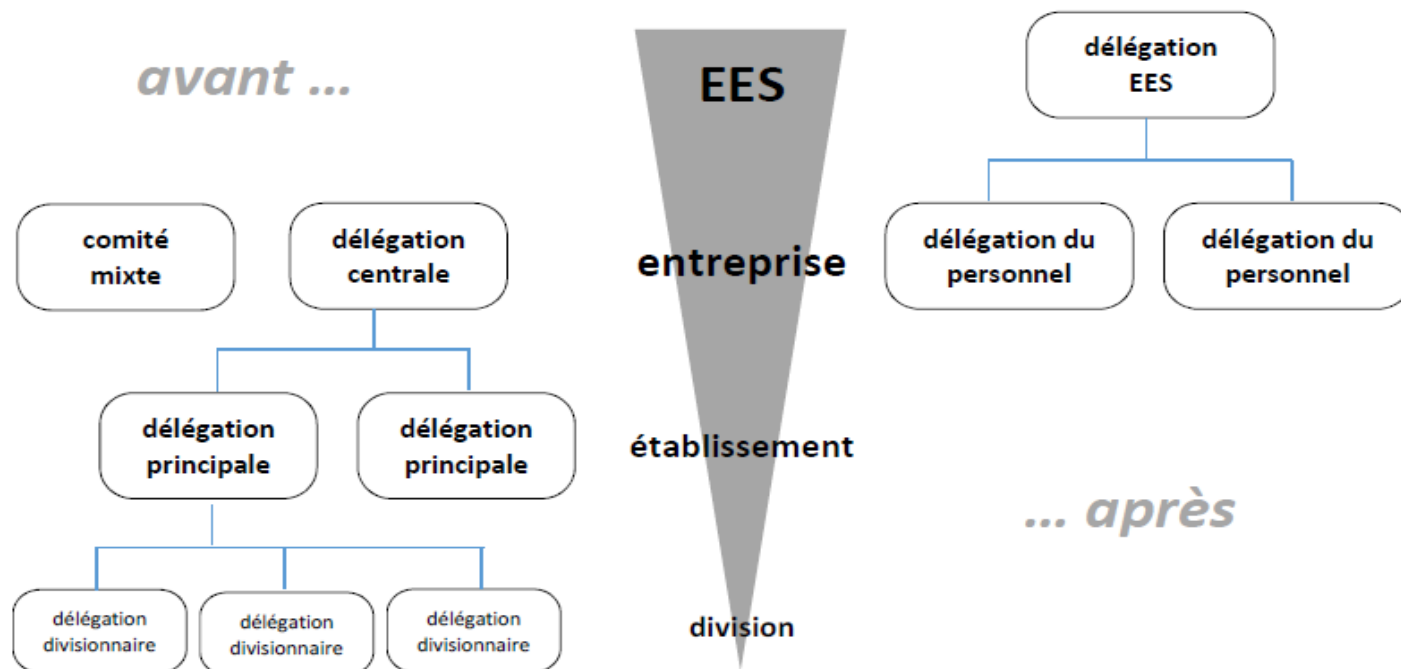 avant ...
EES
délégation
EES
comité
mixte
délégation
centrale
entreprise
délégation du
personnel
délégation du
personnel
délégation
principale
délégation
principale
établissement
... après
délégation
divisionnaire
délégation
divisionnaire
délégation
divisionnaire
division